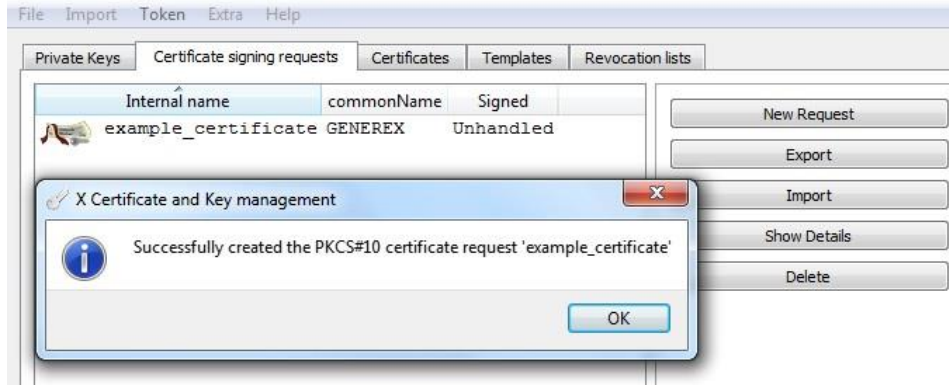 File Import Token Extra Help
Private Keys Certificate signing requests Certificates Templates Revocation lists
Internal name commonName Signed
example_certificate GENEREX Unhandled
New Request
Export
Import
Show Details
Delete
X Certificate and Key management
Successfully created the PKCS#10 certificate request 'example_certificate'
OK